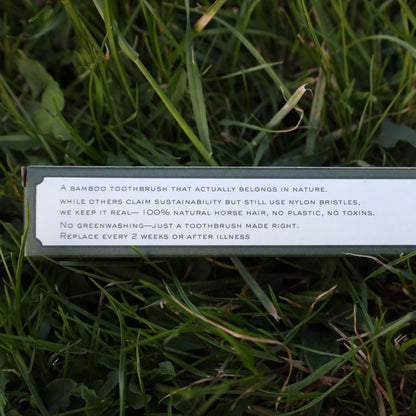 A BAMBOO TOOTHBRUSH THAT ACTUALLY BELONGS IN NATURE.
WHILE OTHERS CLAIM SUSTAINABILITY BUT STILL USE NYLON BRISTLES,
WE KEEP IT REAL— 100% NATURAL HORSE HAIR, NO PLASTIC, NO TOXINS.
NO GREENWASHING—JUST A TOOTHBRUSH MADE RIGHT.
REPLACE EVERY 2 WEEKS OR AFTER ILLNESS